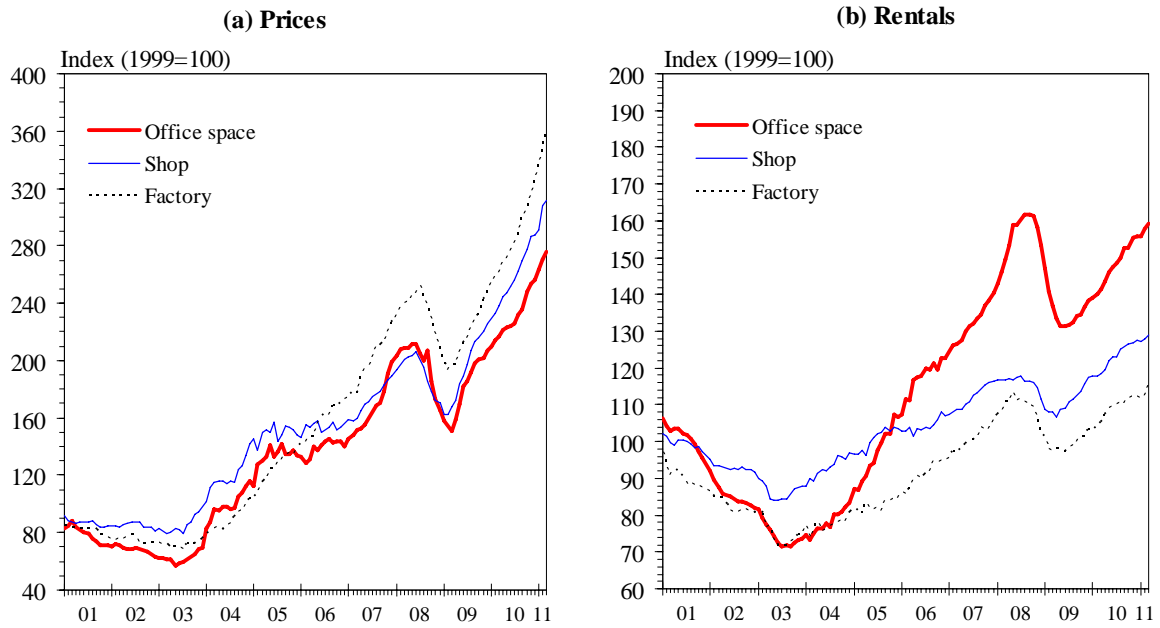 (a) Prices
Index (1999=100)
400
360
320
280
240
200
160
120
80
40
Office space
Shop
Factory
01 02 03 04 05 06 07 08 09 10 11
(b) Rentals
Index (1999=100)
200
190
180
170
160
150
140
130
120
110
100
90
80
70
60
Office space
Shop
Factory
01 02 03 04 05 06 07 08 09 10 11